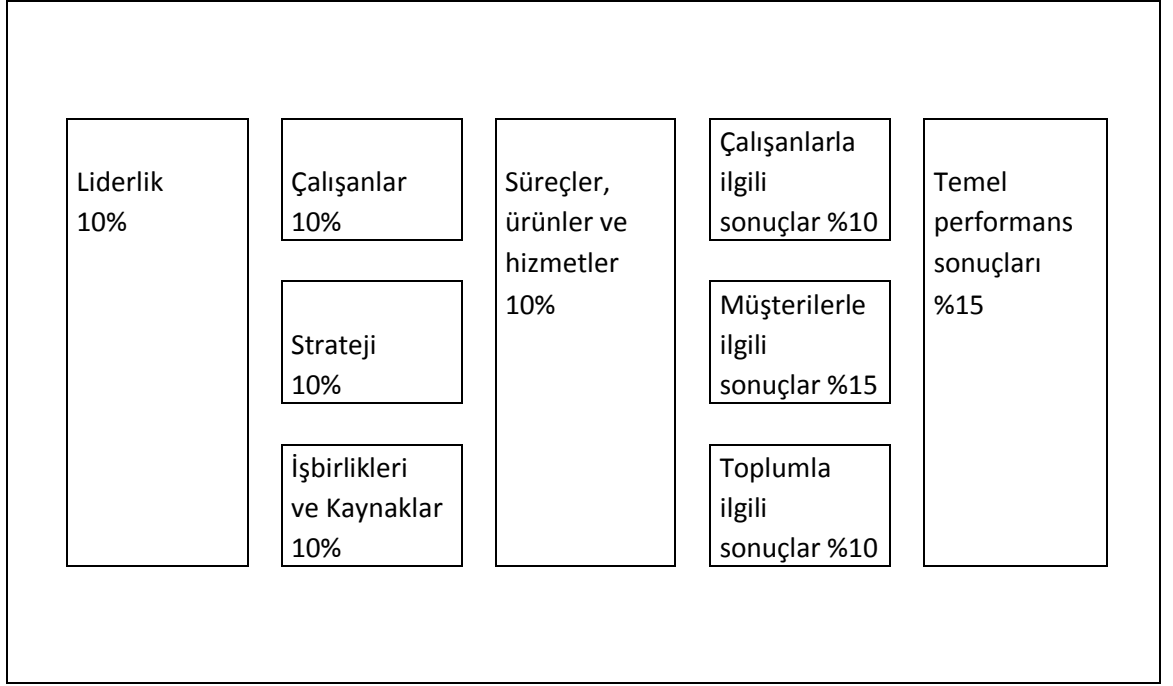 Liderlik
10%
Çalışanlar
10%
Strateji
10%
İşbirlikleri
ve Kaynaklar
10%
Süreçler,
ürünler ve
hizmetler
10%
Çalışanlarla
ilgili
sonuçlar %10
Müşterilerle
ilgili
sonuçlar %15
Toplumla
ilgili
sonuçlar %10
Temel
performans
sonuçları
%15